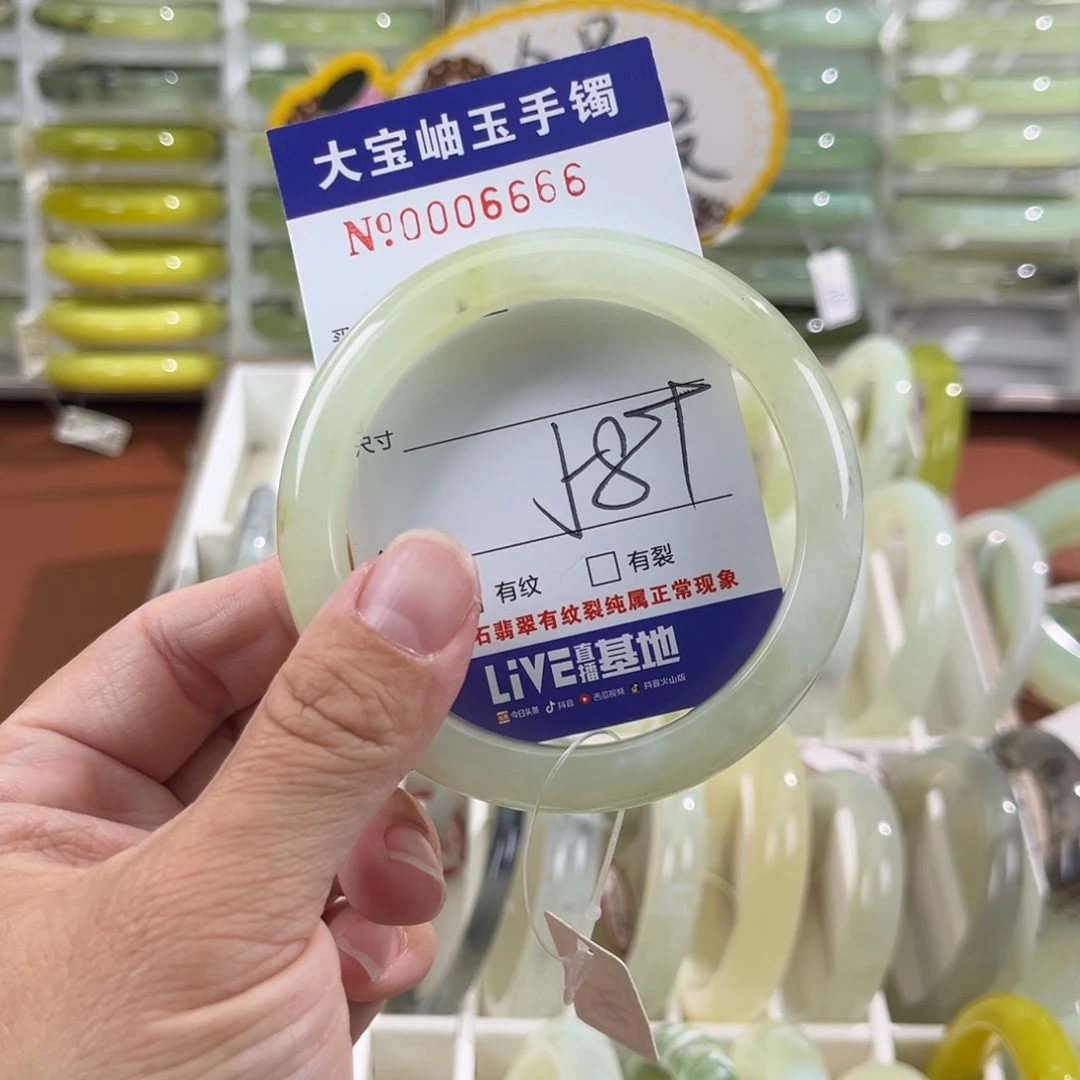 大宝岫玉手镯
Nº:0006666
尺寸
有纹 □有裂
石翡翠有纹裂纯属正常现象
LiVE直播基地
今日头条 抖音 西瓜视频 抖音火山版